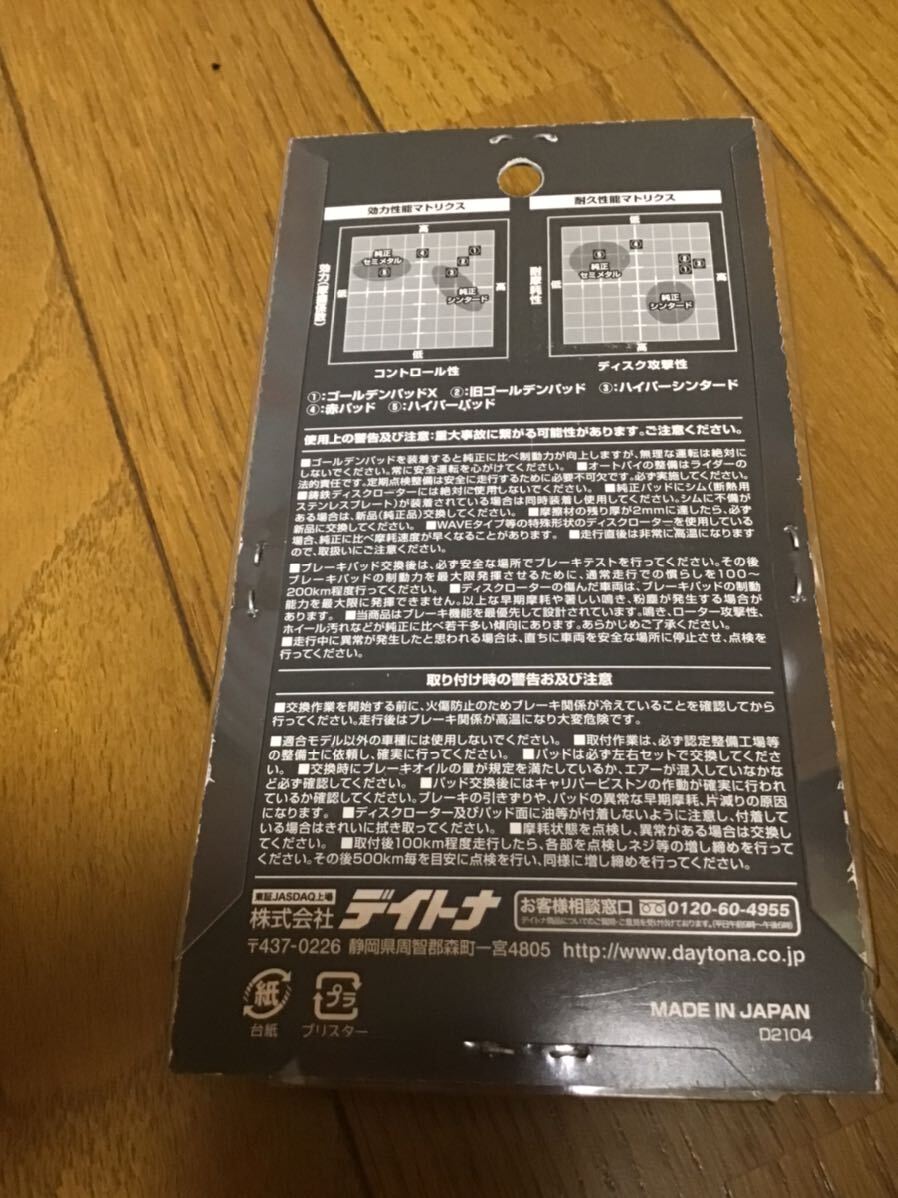 効力性能マトリクス
高
効力(摩擦係数)
低
高
低
コントロール性
純正
セミメタル
純正
シンタード
④
①
②
③
⑤
耐久性能マトリクス
低
耐摩耗性
低
高
高
ディスク攻撃性
⑤
純正
セミメタル
④
②
③
①
純正
シンタード
①:ゴールデンパッドX ②:旧ゴールデンパッド ③:ハイパーシンタード
④:赤パッド ⑤:ハイパーパッド
使用上の警告及び注意:重大事故に繋がる可能性があります。ご注意ください。
■ゴールデンパッドを装着すると純正に比べ制動力が向上しますが、無理な運転は絶対に
しないでください。常に安全運転を心がけてください。 ■オートバイの整備はライダーの
法的責任です。定期点検整備は安全に走行するために必要不可欠です。必ず実施してください。
■鋳鉄ディスクローターには絶対に使用しないでください。 ■純正パッドにシム(断熱用
ステンレスプレート)が装着されている場合は同時装着し使用してください。シムに不備が
ある場合は、新品(純正品)交換してください。 ■摩擦材の残り厚が2mmに達したら、必ず
新品に交換してください。 ■WAVEタイプ等の特殊形状のディスクローターを使用している
場合、純正に比べ摩耗速度が早くなることがあります。 ■走行直後は非常に高温になります
ので、取扱いにご注意ください。
■ブレーキパッド交換後は、必ず安全な場所でブレーキテストを行ってください。その後
ブレーキパッドの制動力を最大限発揮させるために、通常走行での慣らしを100～
200km程度行ってください。 ■ディスクローターの傷んだ車両は、ブレーキパッドの制動
能力を最大限に発揮できません。以上な早期摩耗や著しい鳴き、粉塵が発生する場合が
あります。 ■当商品はブレーキ機能を最優先して設計されています。鳴き、ローター攻撃性、
ホイール汚れなどが純正に比べ若干多い傾向にあります。あらかじめご了承ください。
■走行中に異常が発生したと思われる場合は、直ちに車両を安全な場所に停止させ、点検を
行ってください。
取り付け時の警告お及び注意
■交換作業を開始する前に、火傷防止のためブレーキ関係が冷えていることを確認してから
行ってください。走行後はブレーキ関係が高温になり大変危険です。
■適合モデル以外の車種には使用しないでください。 ■取付作業は、必ず認定整備工場等
の整備士に依頼し、確実に行ってください。 ■パッドは必ず左右セットで交換してくださ
い。 ■交換時にブレーキオイルの量が規定を満たしているか、エアーが混入していなかな
ど必ず確認してください。 ■パッド交換後にはキャリパーピストンの作動が確実に行われ
ているか確認してください。ブレーキの引きずりや、パッドの異常な早期摩耗、片減りの原因
になります。 ■ディスクローター及びパッド面に油等が付着しないように注意し、付着して
いる場合はきれいに拭き取ってください。 ■摩耗状態を点検し、異常がある場合は交換し
てください。 ■取付後100km程度走行したら、各部を点検しネジ等の増し締めを行って
ください。その後500km毎を目安に点検を行い、同様に増し締めを行ってください。
東証JASDAQ上場
株式会社 デイトナ
お客様相談窓口 0120-60-4955
デイトナ商品についてのご質問・ご意見を受け付けております。(平日午前9時～午後6時)
〒437-0226 静岡県周智郡森町一宮4805 http://www.daytona.co.jp
紙
台紙
プラ
ブリスター
MADE IN JAPAN
D2104